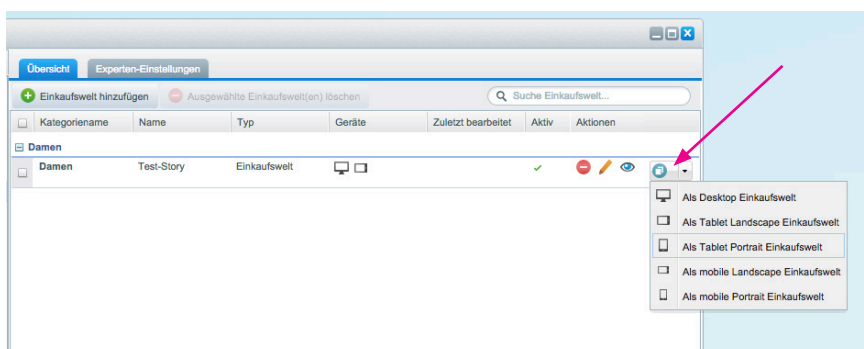 Übersicht Experten-Einstellungen
Einkaufswelt hinzufügen Ausgewählte Einkaufswelt(en) löschen Suche Einkaufswelt...
Kategoriename Name Typ Geräte Zuletzt bearbeitet Aktiv Aktionen
Damen
Damen Test-Story Einkaufswelt
Als Desktop Einkaufswelt
Als Tablet Landscape Einkaufswelt
Als Tablet Portrait Einkaufswelt
Als mobile Landscape Einkaufswelt
Als mobile Portrait Einkaufswelt